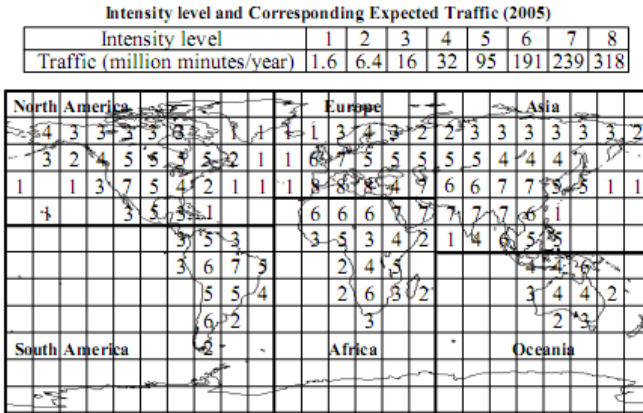 Intensity level and Corresponding Expected Traffic (2005)
Intensity level 1 2 3 4 5 6 7 8
Traffic (million minutes/year) 1.6 6.4 16 32 95 191 239 318
North America Europe Asia
4 3 3 3 3 3 1 1 1 1 3 4 3 2 2 3 3 3 3 3 3 2
3 2 4 5 5 5 5 2 1 1 6 7 5 5 5 5 5 5 4 4 4
1 1 3 7 5 4 2 1 1 1 8 8 8 4 7 6 6 7 7 5 5 1 1
1 3 5 3 1 6 6 6 7 7 7 7 7 6 1
3 5 3 3 5 3 4 2 1 4 6 5 5
3 6 7 5 2 4 5 4 4 6
5 5 4 2 6 3 2 3 4 4 2
6 2 3 2 3
South America 2 Africa Oceania